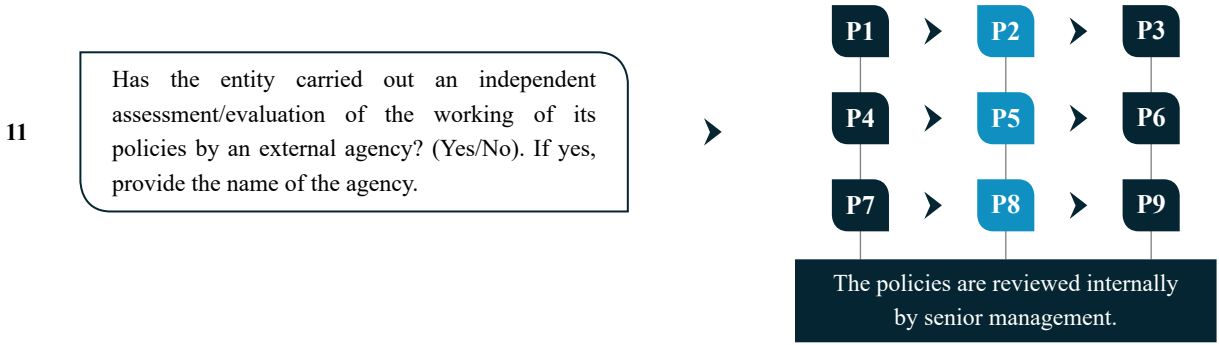 11
Has the entity carried out an independent
assessment/evaluation of the working of its
policies by an external agency? (Yes/No). If yes,
provide the name of the agency.
P1 P2 P3
P4 P5 P6
P7 P8 P9
The policies are reviewed internally
by senior management.